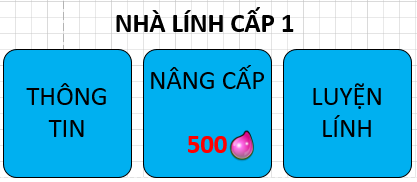 NHÀ LÍNH CẤP 1
THÔNG
TIN
NÂNG CẤP
500
LUYỆN
LÍNH